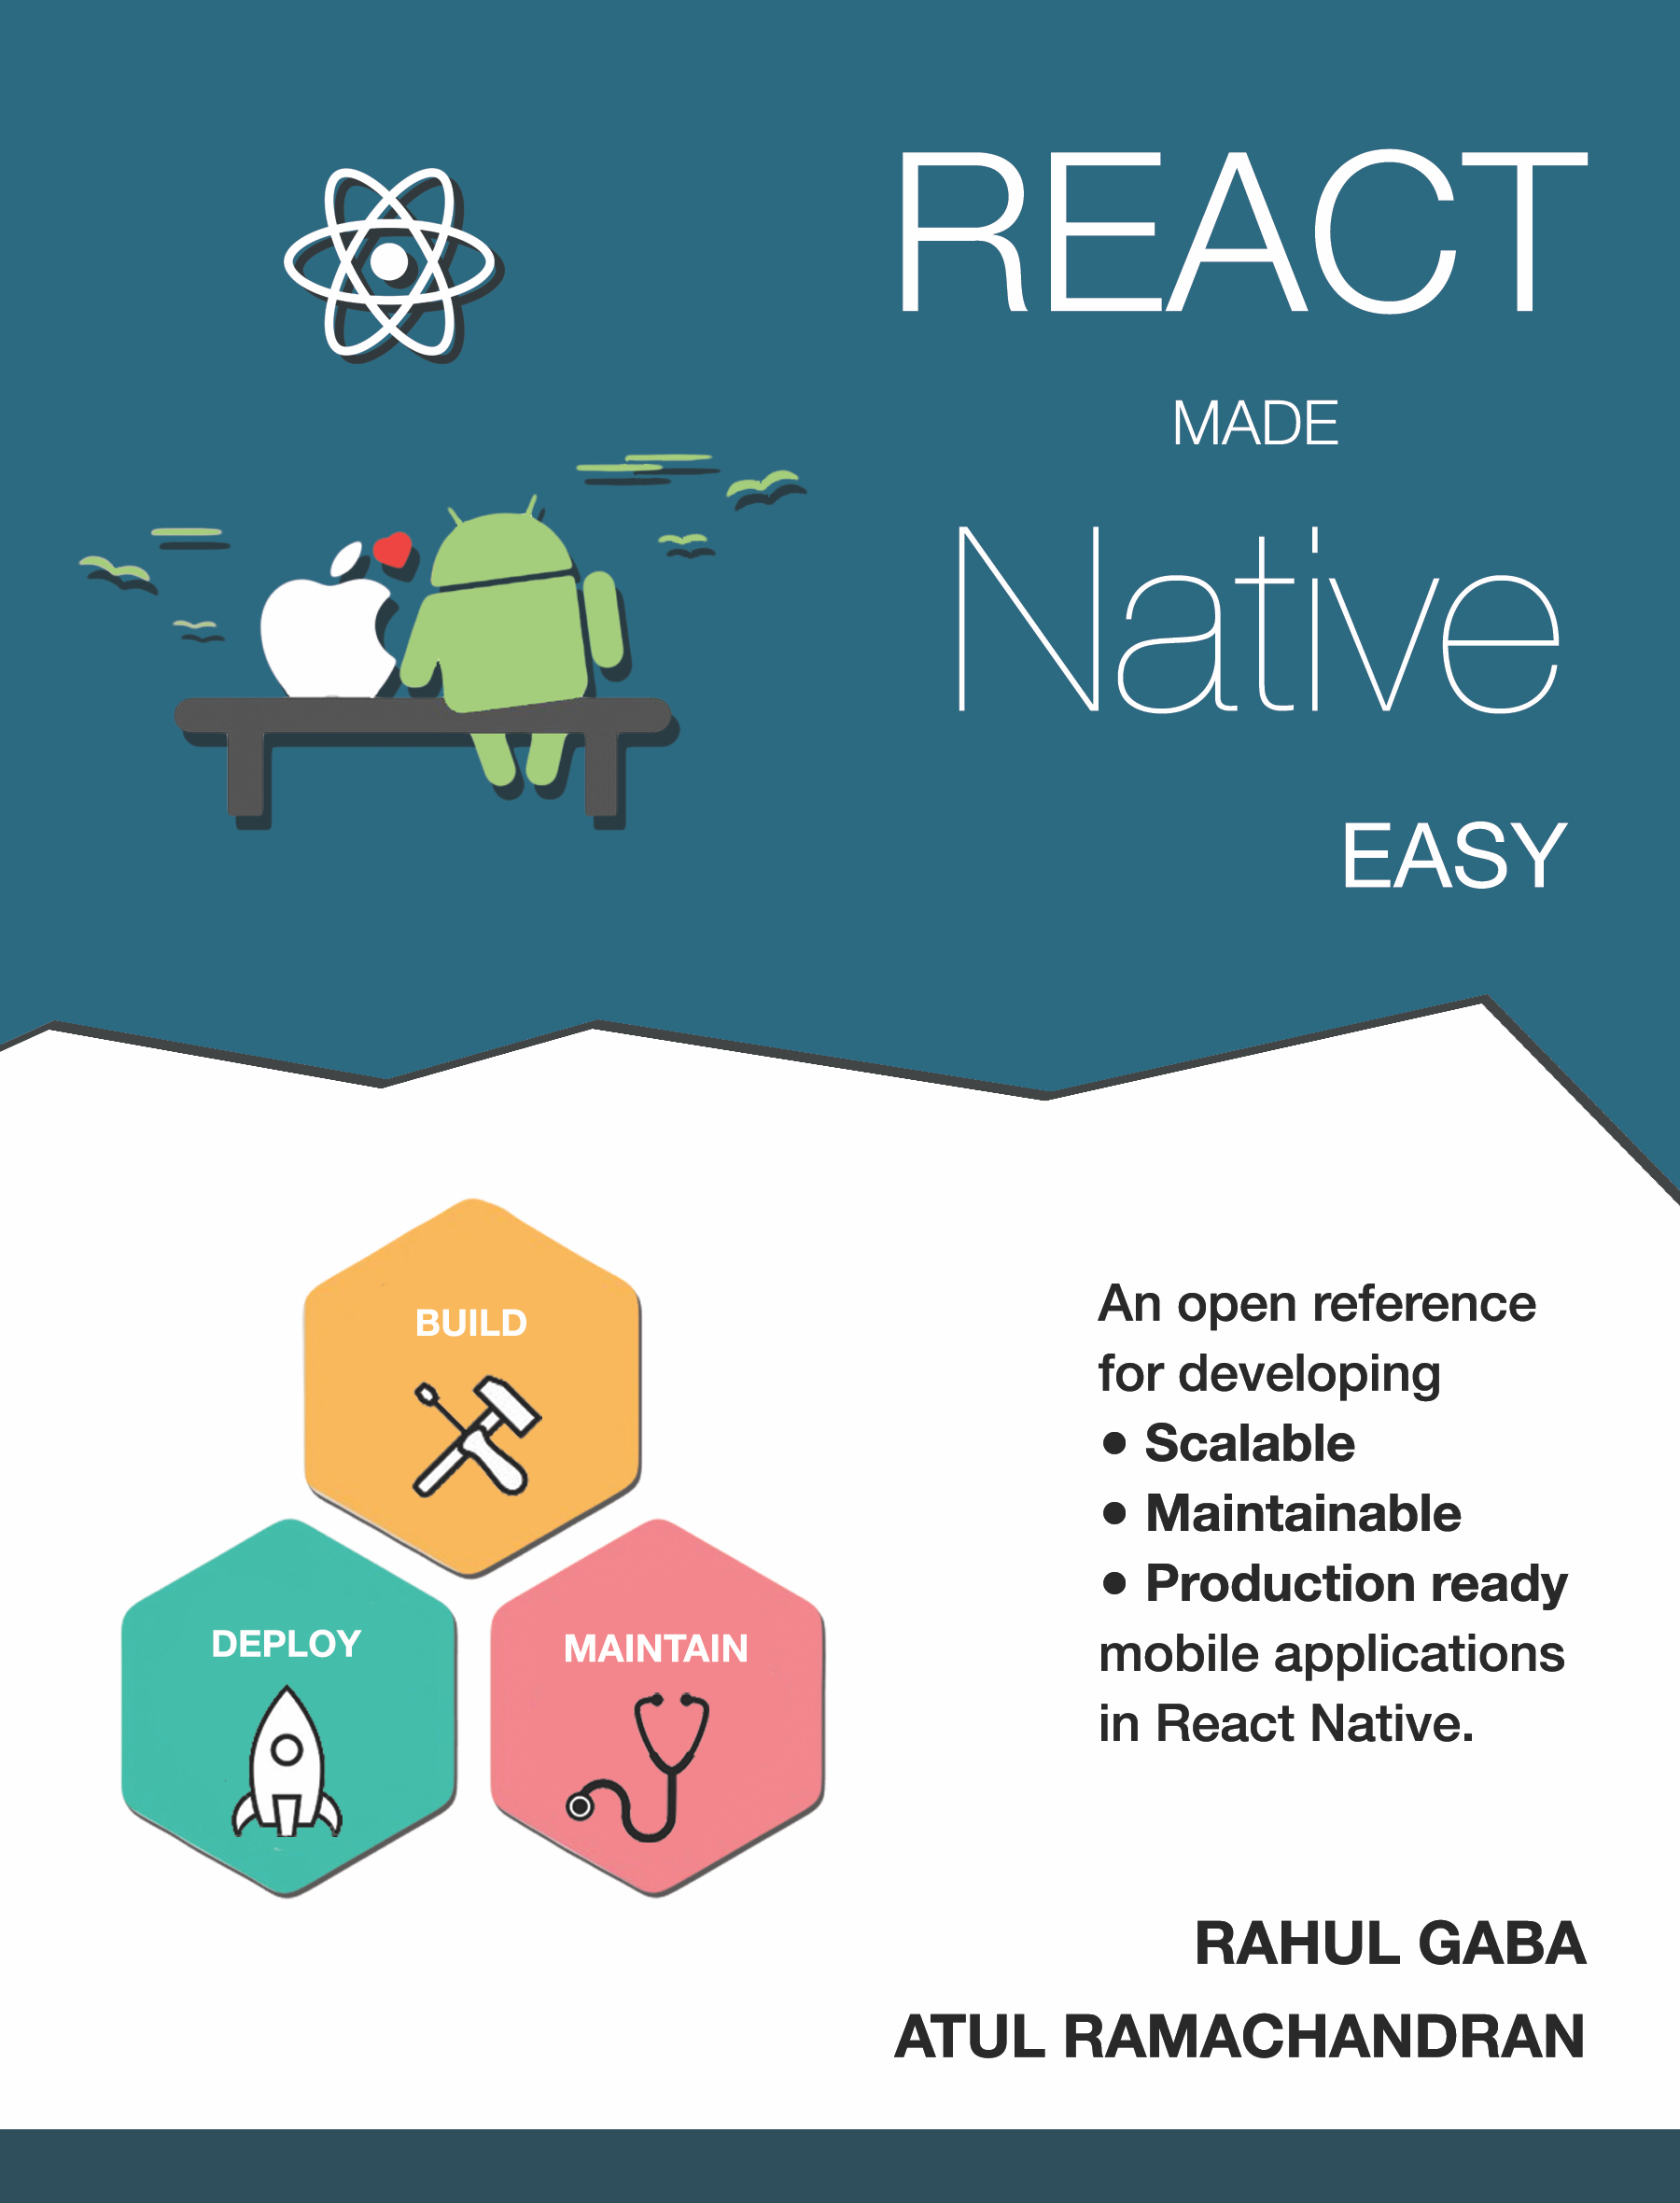 REACT
MADE
Native
EASY
BUILD
DEPLOY
MAINTAIN
An open reference
for developing
• Scalable
• Maintainable
• Production ready
mobile applications
in React Native.
RAHUL GABA
ATUL RAMACHANDRAN